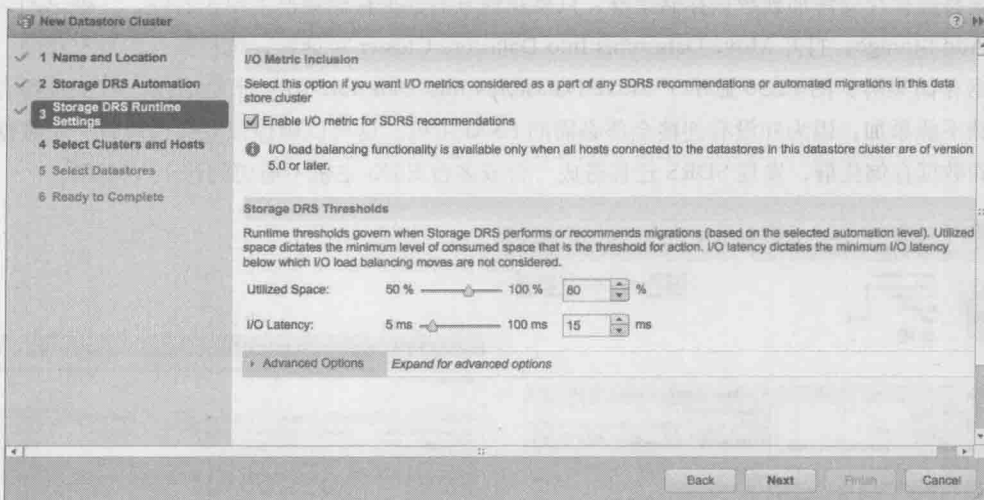 New Datastore Cluster
1 Name and Location
2 Storage DRS Automation
3 Storage DRS Runtime
Settings
4 Select Clusters and Hosts
5 Select Datastores
6 Ready to Complete
I/O Metric Inclusion
Select this option if you want I/O metrics considered as a part of any SDRS recommendations or automated migrations in this data
store cluster
Enable I/O metric for SDRS recommendations
I/O load balancing functionality is available only when all hosts connected to the datastores in this datastore cluster are of version
5.0 or later.
Storage DRS Thresholds
Runtime thresholds govern when Storage DRS performs or recommends migrations (based on the selected automation level). Utilized
space dictates the minimum level of consumed space that is the threshold for action. I/O latency dictates the minimum I/O latency
below which I/O load balancing moves are not considered.
Utilized Space: 50 % 100 % 80 %
I/O Latency: 5 ms 100 ms 15 ms
Advanced Options Expand for advanced options
Back Next Finish Cancel